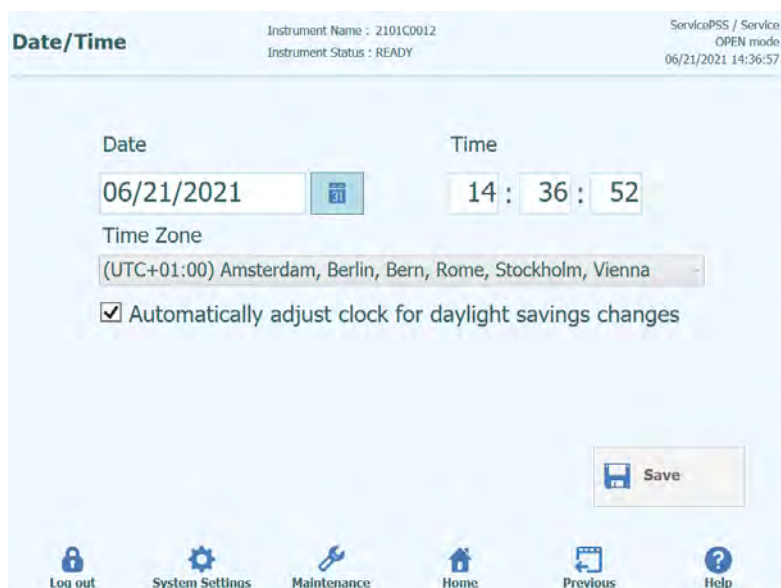 Date/Time
Instrument Name : 2101C0012
Instrument Status : READY
ServicePSS / Service
OPEN mode
06/21/2021 14:36:57
Date
Time
06/21/2021
31
14 : 36 : 52
Time Zone
(UTC+01:00) Amsterdam, Berlin, Bern, Rome, Stockholm, Vienna
Automatically adjust clock for daylight savings changes
Save
Log out
System Settings
Maintenance
Home
Previous
Help